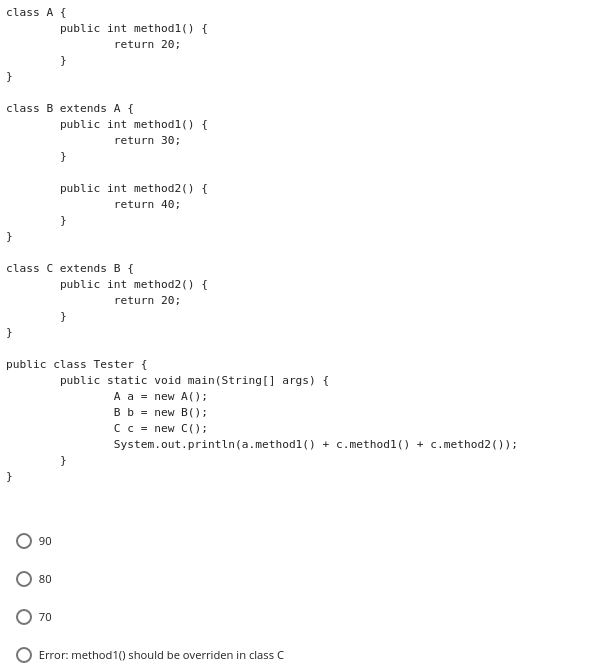 class A {
        public int method1() {
                return 20;
        }
}

class B extends A {
        public int method1() {
                return 30;
        }

        public int method2() {
                return 40;
        }
}

class C extends B {
        public int method2() {
                return 20;
        }
}

public class Tester {
        public static void main(String[] args) {
                A a = new A();
                B b = new B();
                C c = new C();
                System.out.println(a.method1() + c.method1() + c.method2());
        }
}

90
80
70
Error: method1() should be overriden in class C